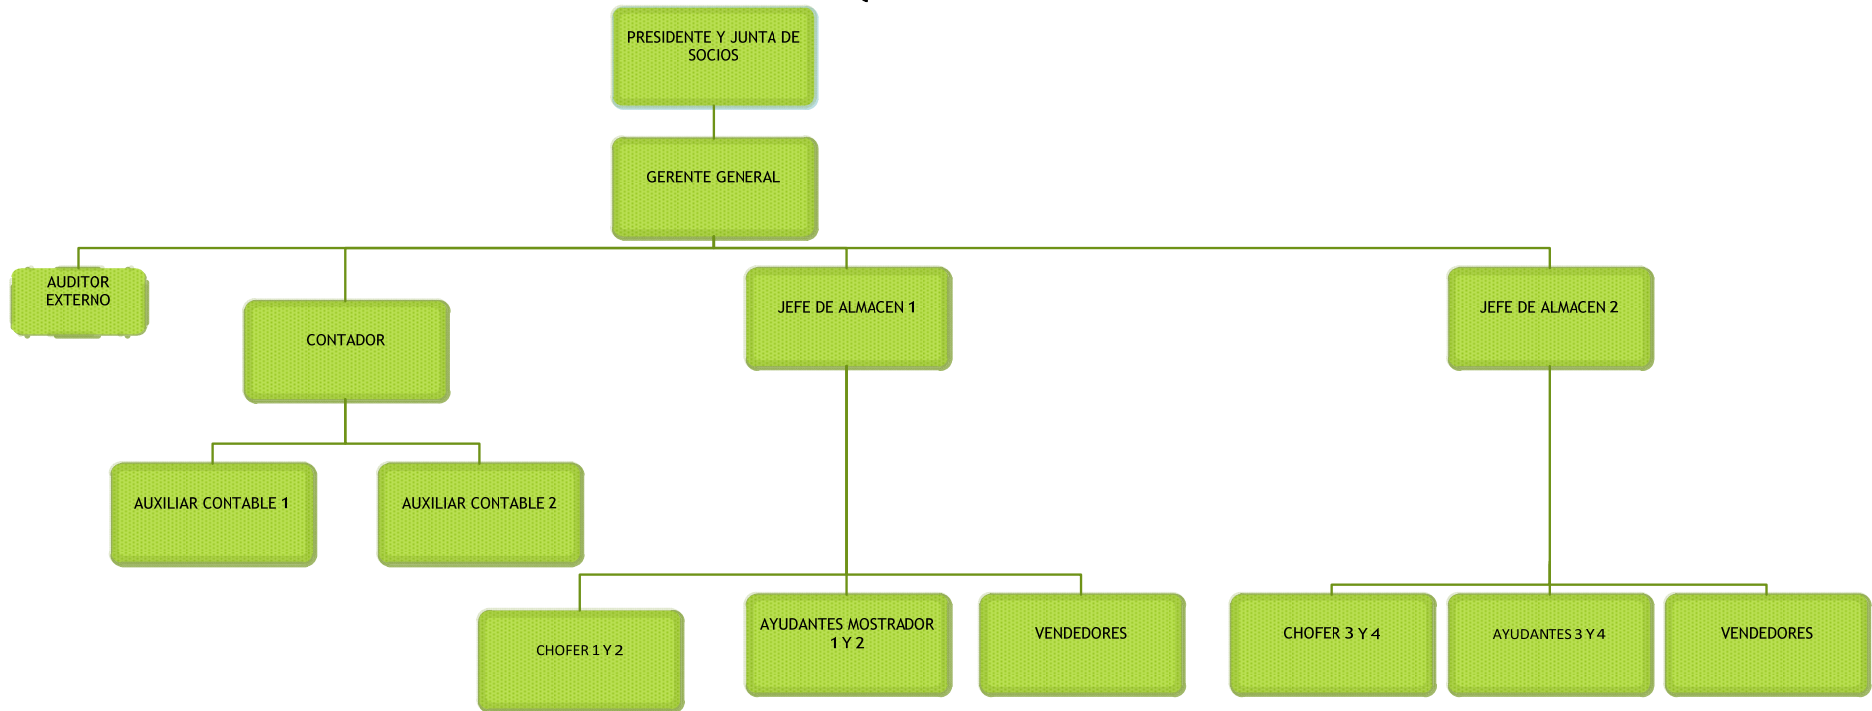 PRESIDENTE Y JUNTA DE
SOCIOS
GERENTE GENERAL
AUDITOR
EXTERNO
CONTADOR
JEFE DE ALMACEN 1
JEFE DE ALMACEN 2
AUXILIAR CONTABLE 1
AUXILIAR CONTABLE 2
CHOFER 1 Y 2
AYUDANTES MOSTRADOR
1 Y 2
VENDEDORES
CHOFER 3 Y 4
AYUDANTES 3 Y 4
VENDEDORES